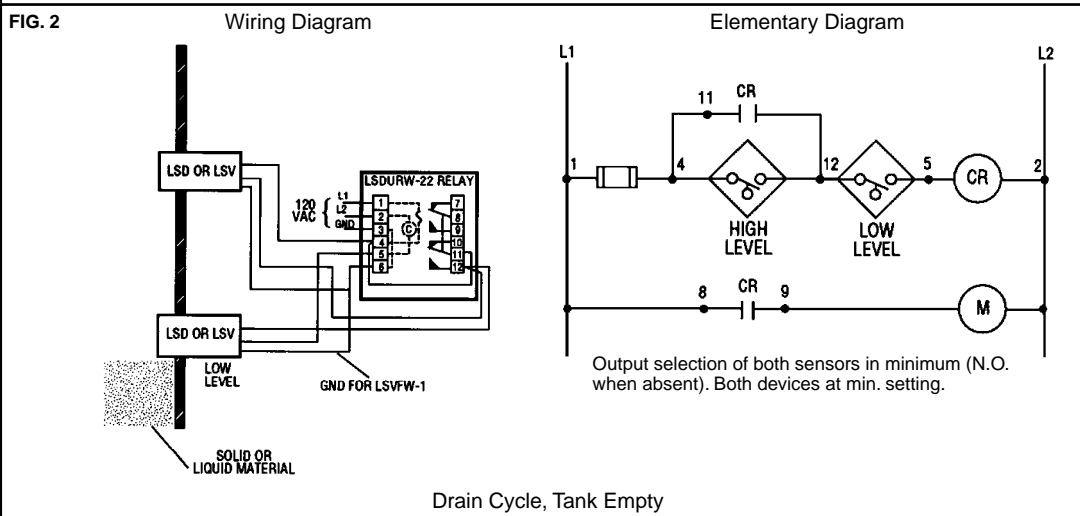 FIG. 2
Wiring Diagram
LSD OR LSV
LSDURW-22 RELAY
120
VAC
L1
L2
GND
1
2
3
4
5
6
C
7
8
9
10
11
12
LSD OR LSV
LOW
LEVEL
GND FOR LSVFW-1
SOLID OR
LIQUID MATERIAL
Elementary Diagram
L1
L2
11
CR
1
4
12
5
CR
2
HIGH
LEVEL
LOW
LEVEL
8
CR
9
M
Output selection of both sensors in minimum (N.O.
when absent). Both devices at min. setting.
Drain Cycle, Tank Empty